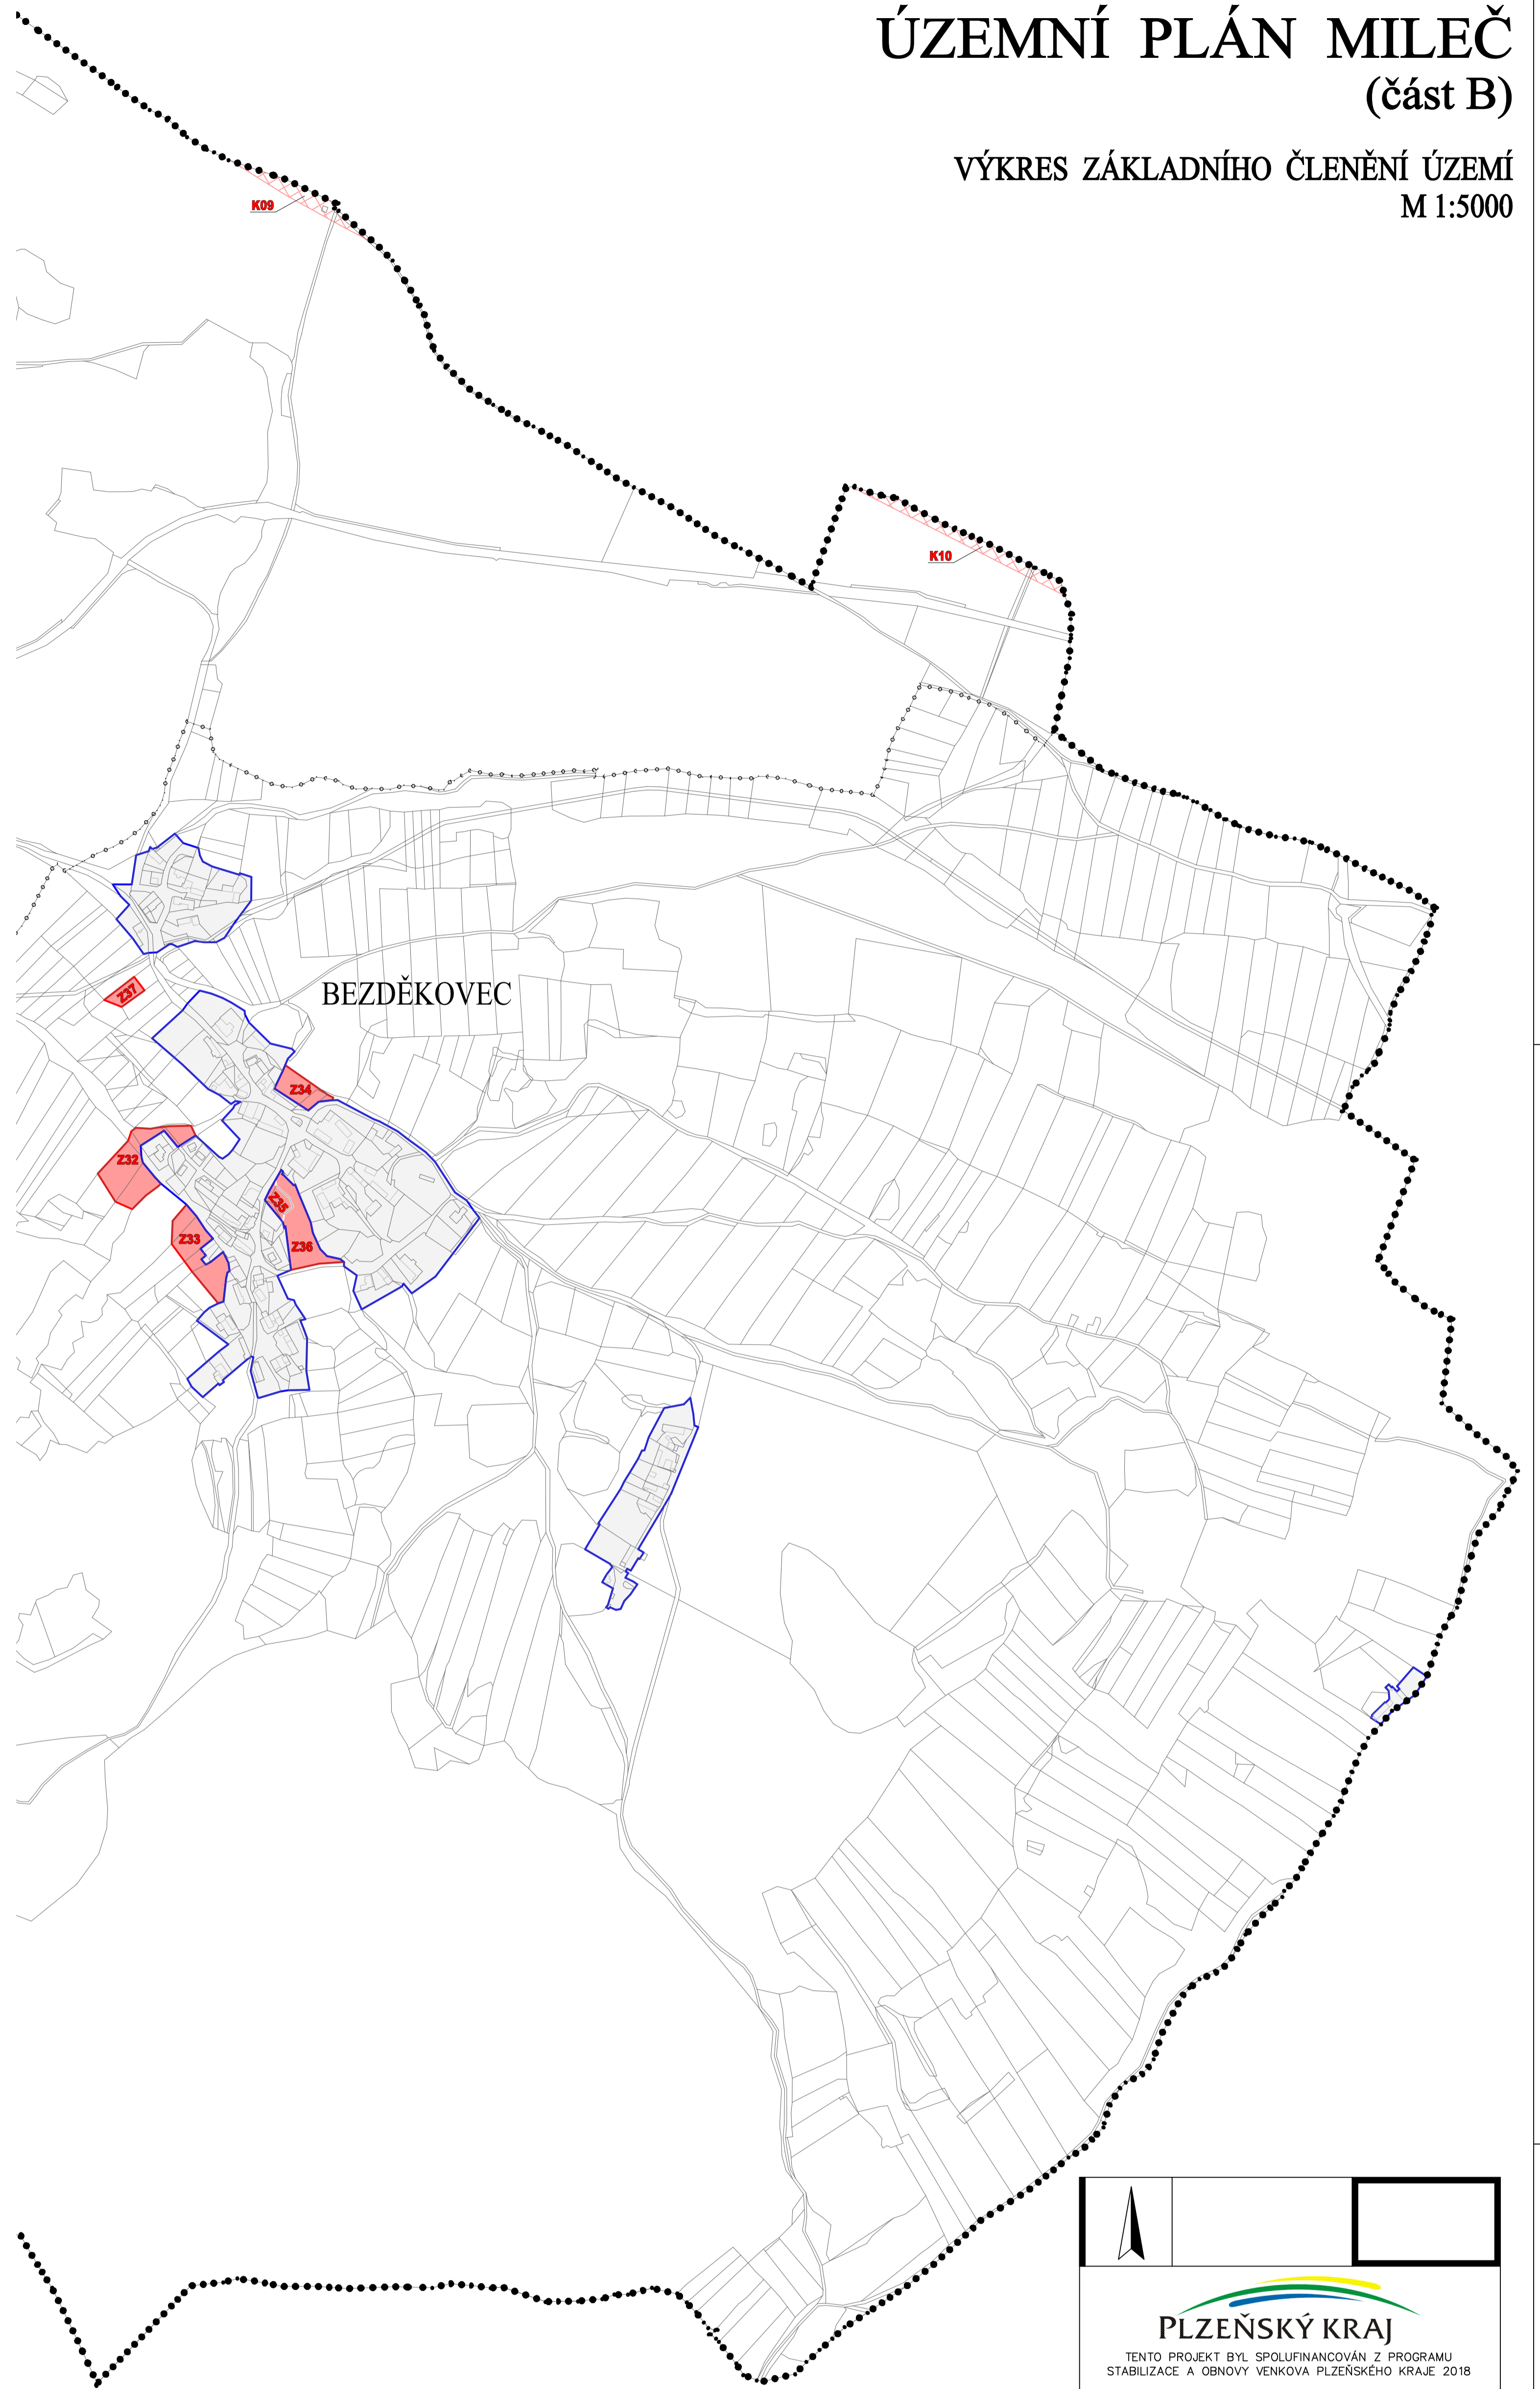 ÚZEMNÍ PLÁN MILEČ
(část B)
VÝKRES ZÁKLADNÍHO ČLENĚNÍ ÚZEMÍ
M 1:5000
K09
K10
BEZDĚKOVEC
Z37
Z34
Z32
Z35
Z33
Z36
PLZEŇSKÝ KRAJ
TENTO PROJEKT BYL SPOLUFINANCOVÁN Z PROGRAMU
STABILIZACE A OBNOVY VENKOVA PLZEŇSKÉHO KRAJE 2018